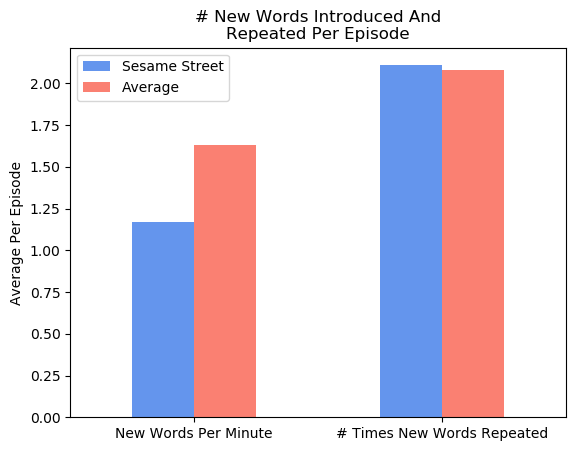 # New Words Introduced And
Repeated Per Episode
Sesame Street
Average
Average Per Episode
2.00
1.75
1.50
1.25
1.00
0.75
0.50
0.25
0.00
New Words Per Minute
# Times New Words Repeated